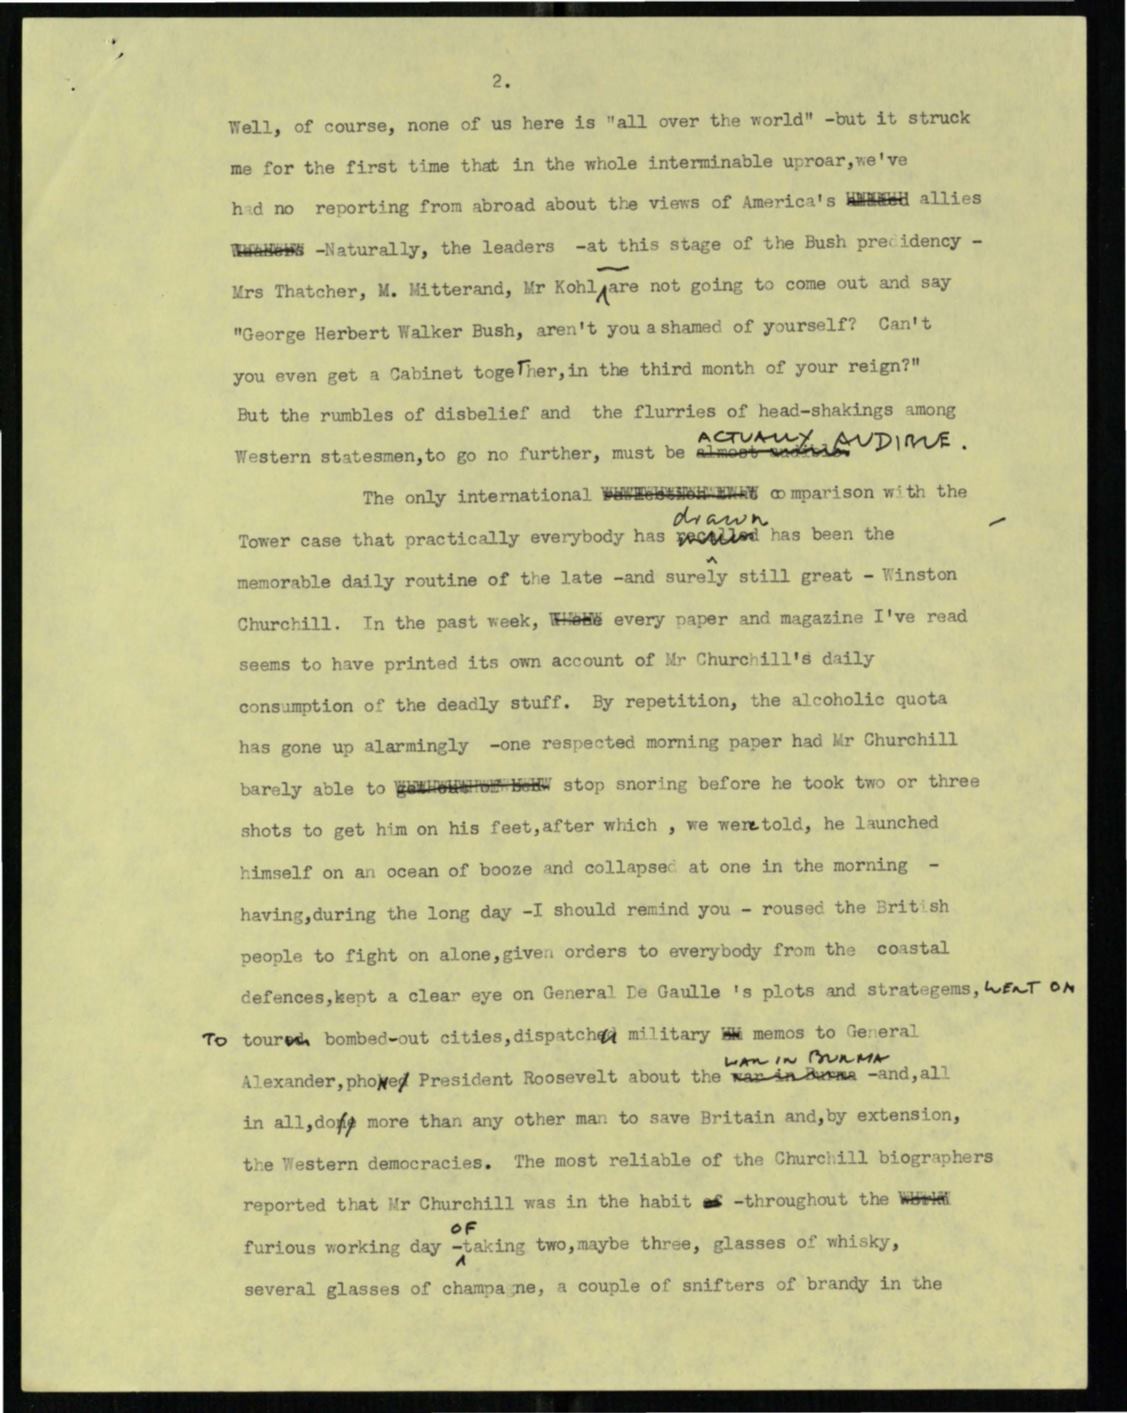 2.
Well, of course, none of us here is "all over the world" -but it struck
me for the first time that in the whole interminable uproar,we've
had no reporting from abroad about the views of America's allies
-Naturally, the leaders -at this stage of the Bush presidency -
Mrs Thatcher, M. Mitterand, Mr Kohl are not going to come out and say
"George Herbert Walker Bush, aren't you ashamed of yourself? Can't
you even get a Cabinet together,in the third month of your reign?"
But the rumbles of disbelief and the flurries of head-shakings among
ACTUALLY AUDIBLE.
Western statesmen,to go no further, must be almost audible
The only international comparison with the
drawn
Tower case that practically everybody has recalled has been the
memorable daily routine of the late -and surely still great - Winston
Churchill. In the past week, every paper and magazine I've read
seems to have printed its own account of Mr Churchill's daily
consumption of the deadly stuff. By repetition, the alcoholic quota
has gone up alarmingly -one respected morning paper had Mr Churchill
barely able to stop snoring before he took two or three
shots to get him on his feet,after which , we were told, he launched
himself on an ocean of booze and collapsed at one in the morning -
having,during the long day -I should remind you - roused the British
people to fight on alone,given orders to everybody from the coastal
defences,kept a clear eye on General De Gaulle 's plots and strategems, WENT ON
TO tour bombed-out cities,dispatched military memos to General
WAR IN BURMA
Alexander,phoned President Roosevelt about the war in Burma -and,all
in all,done more than any other man to save Britain and,by extension,
the Western democracies. The most reliable of the Churchill biographers
reported that Mr Churchill was in the habit of -throughout the
OF
furious working day -taking two,maybe three, glasses of whisky,
several glasses of champagne, a couple of snifters of brandy in the